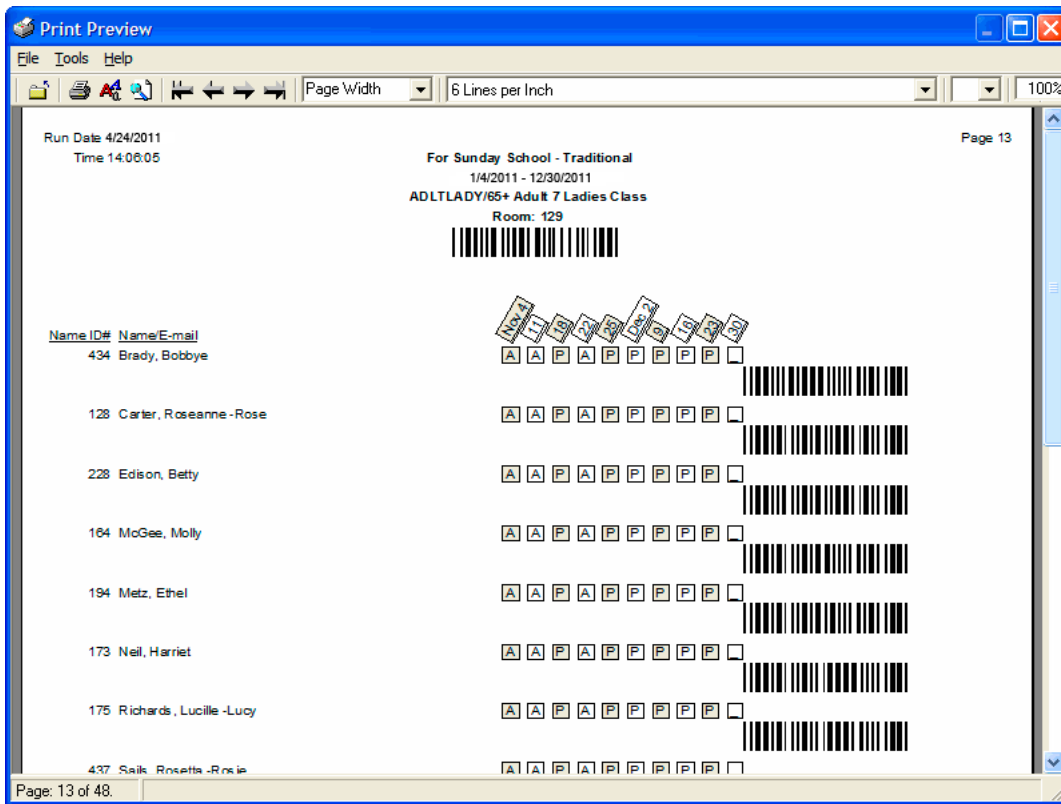 Print Preview
File Tools Help
Page Width 6 Lines per Inch 100%
Run Date 4/24/2011 Page 13
Time 14:06:05
For Sunday School - Traditional
1/4/2011 - 12/30/2011
ADLTLADY/65+ Adult 7 Ladies Class
Room: 129
Nov 4 11 18 22 25 Dec 2 9 16 23 30
Name ID# Name/E-mail
434 Brady, Bobbye A A P A P P P P P _
128 Carter, Roseanne -Rose A A P A P P P P P _
228 Edison, Betty A A P A P P P P P _
164 McGee, Molly A A P A P P P P P _
194 Metz, Ethel A A P A P P P P P _
173 Neil, Harriet A A P A P P P P P _
175 Richards, Lucille -Lucy A A P A P P P P P _
437 Sails, Rosetta -Rosie A A P A P P P P P
Page: 13 of 48.